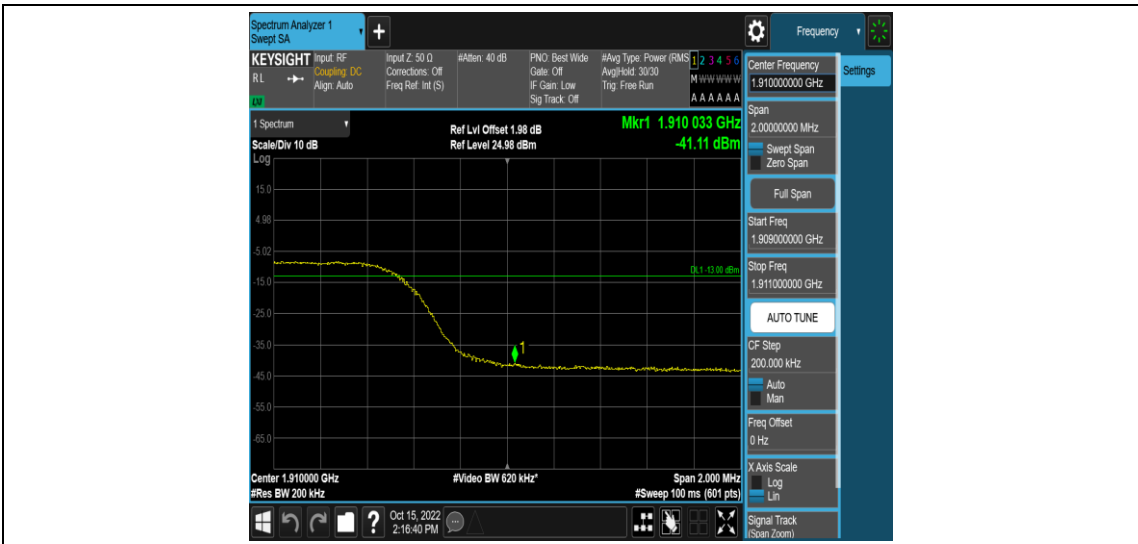 Spectrum Analyzer 1
Swept SA
+
Frequency
KEYSIGHT
RL
LXI
Input: RF
Coupling: DC
Align: Auto
Input Z: 50 Ω
Corrections: Off
Freq Ref: Int (S)
#Atten: 40 dB
PNO: Best Wide
Gate: Off
IF Gain: Low
Sig Track: Off
#Avg Type: Power (RMS
Avg|Hold: 30/30
Trig: Free Run
1 2 3 4 5 6
M W W W W W
A A A A A A
1 Spectrum
Scale/Div 10 dB
Log
Ref Lvl Offset 1.98 dB
Ref Level 24.98 dBm
Mkr1 1.910 033 GHz
-41.11 dBm
15.0
4.98
-5.02
-15.0
-25.0
-35.0
-45.0
-55.0
-65.0
DL1 -13.00 dBm
1
Center 1.910000 GHz
#Res BW 200 kHz
#Video BW 620 kHz*
Span 2.000 MHz
#Sweep 100 ms (601 pts)
?
Oct 15, 2022
2:16:40 PM
Center Frequency
1.910000000 GHz
Settings
Span
2.00000000 MHz
Swept Span
Zero Span
Full Span
Start Freq
1.909000000 GHz
Stop Freq
1.911000000 GHz
AUTO TUNE
CF Step
200.000 kHz
Auto
Man
Freq Offset
0 Hz
X Axis Scale
Log
Lin
Signal Track
(Span Zoom)